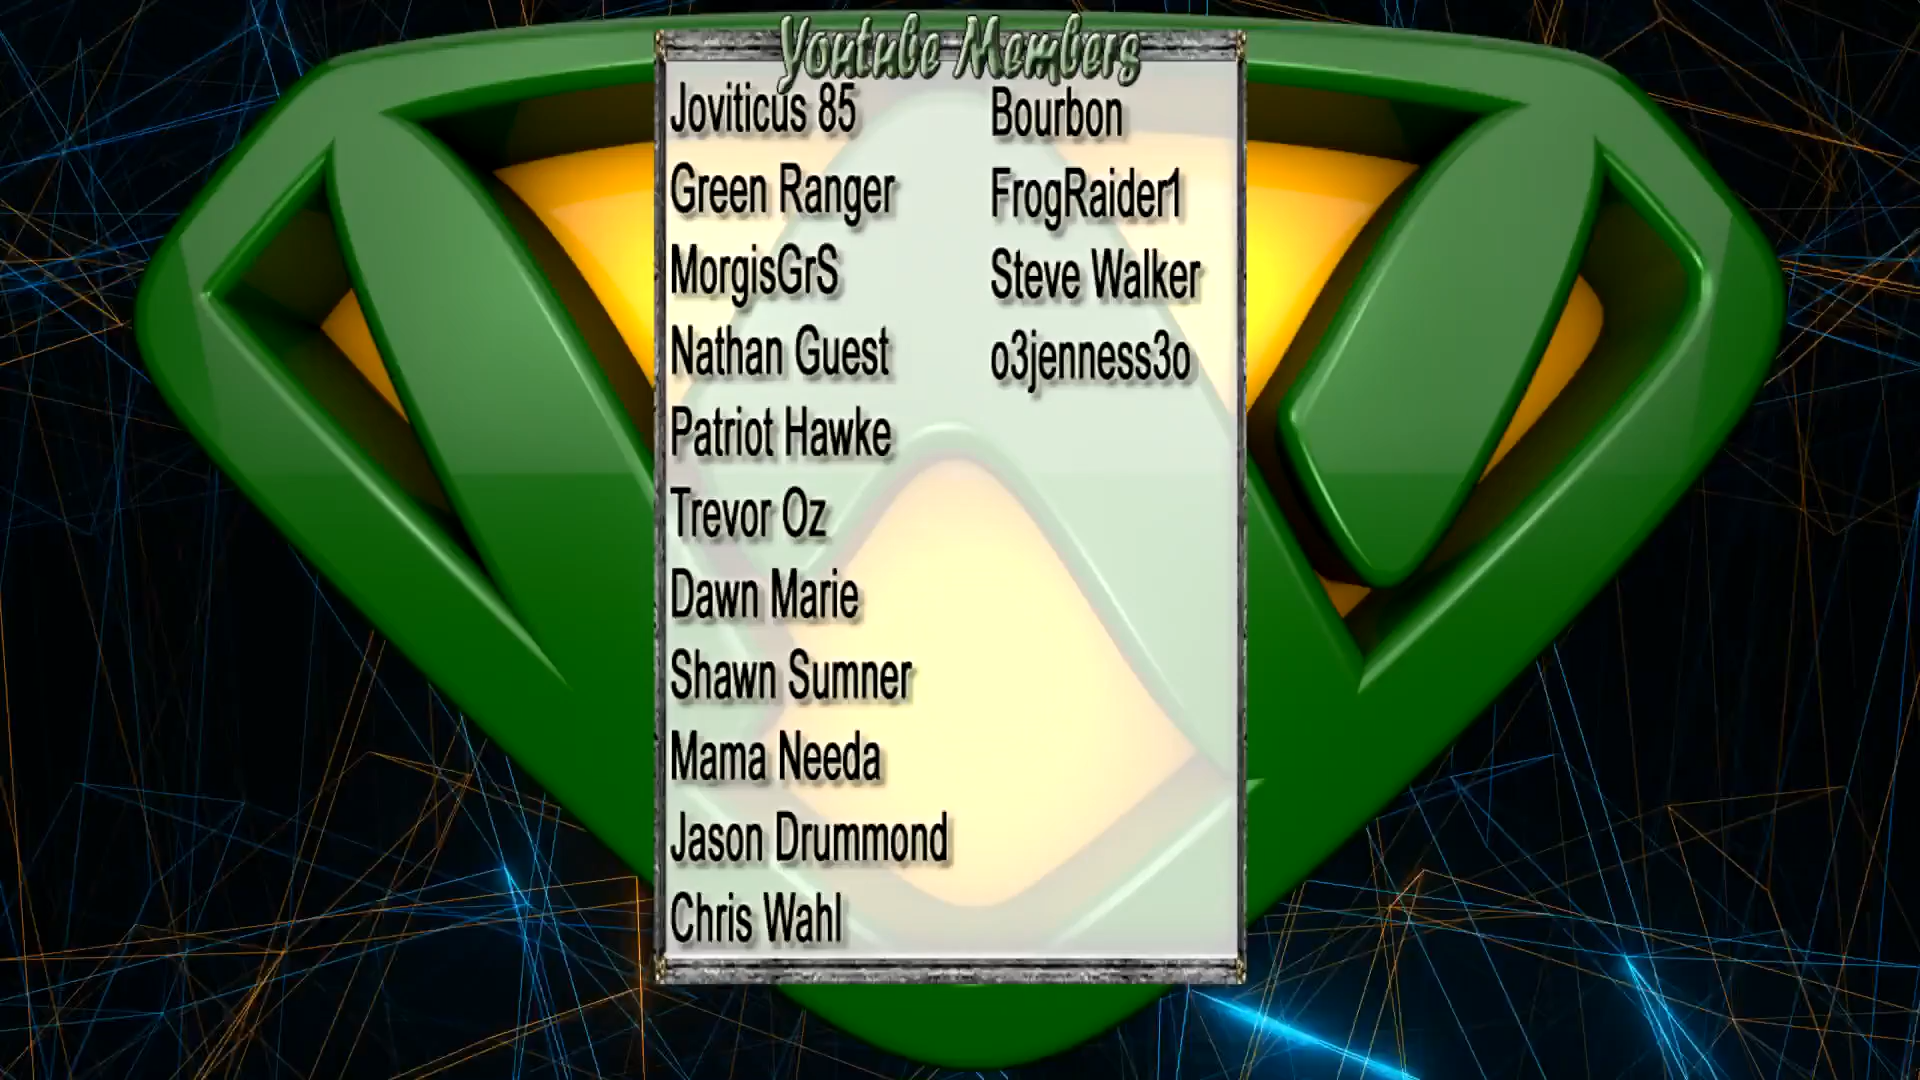 Youtube Members
Joviticus 85
Green Ranger
MorgisGrS
Nathan Guest
Patriot Hawke
Trevor Oz
Dawn Marie
Shawn Sumner
Mama Needa
Jason Drummond
Chris Wahl
Bourbon
FrogRaider1
Steve Walker
o3jenness3o